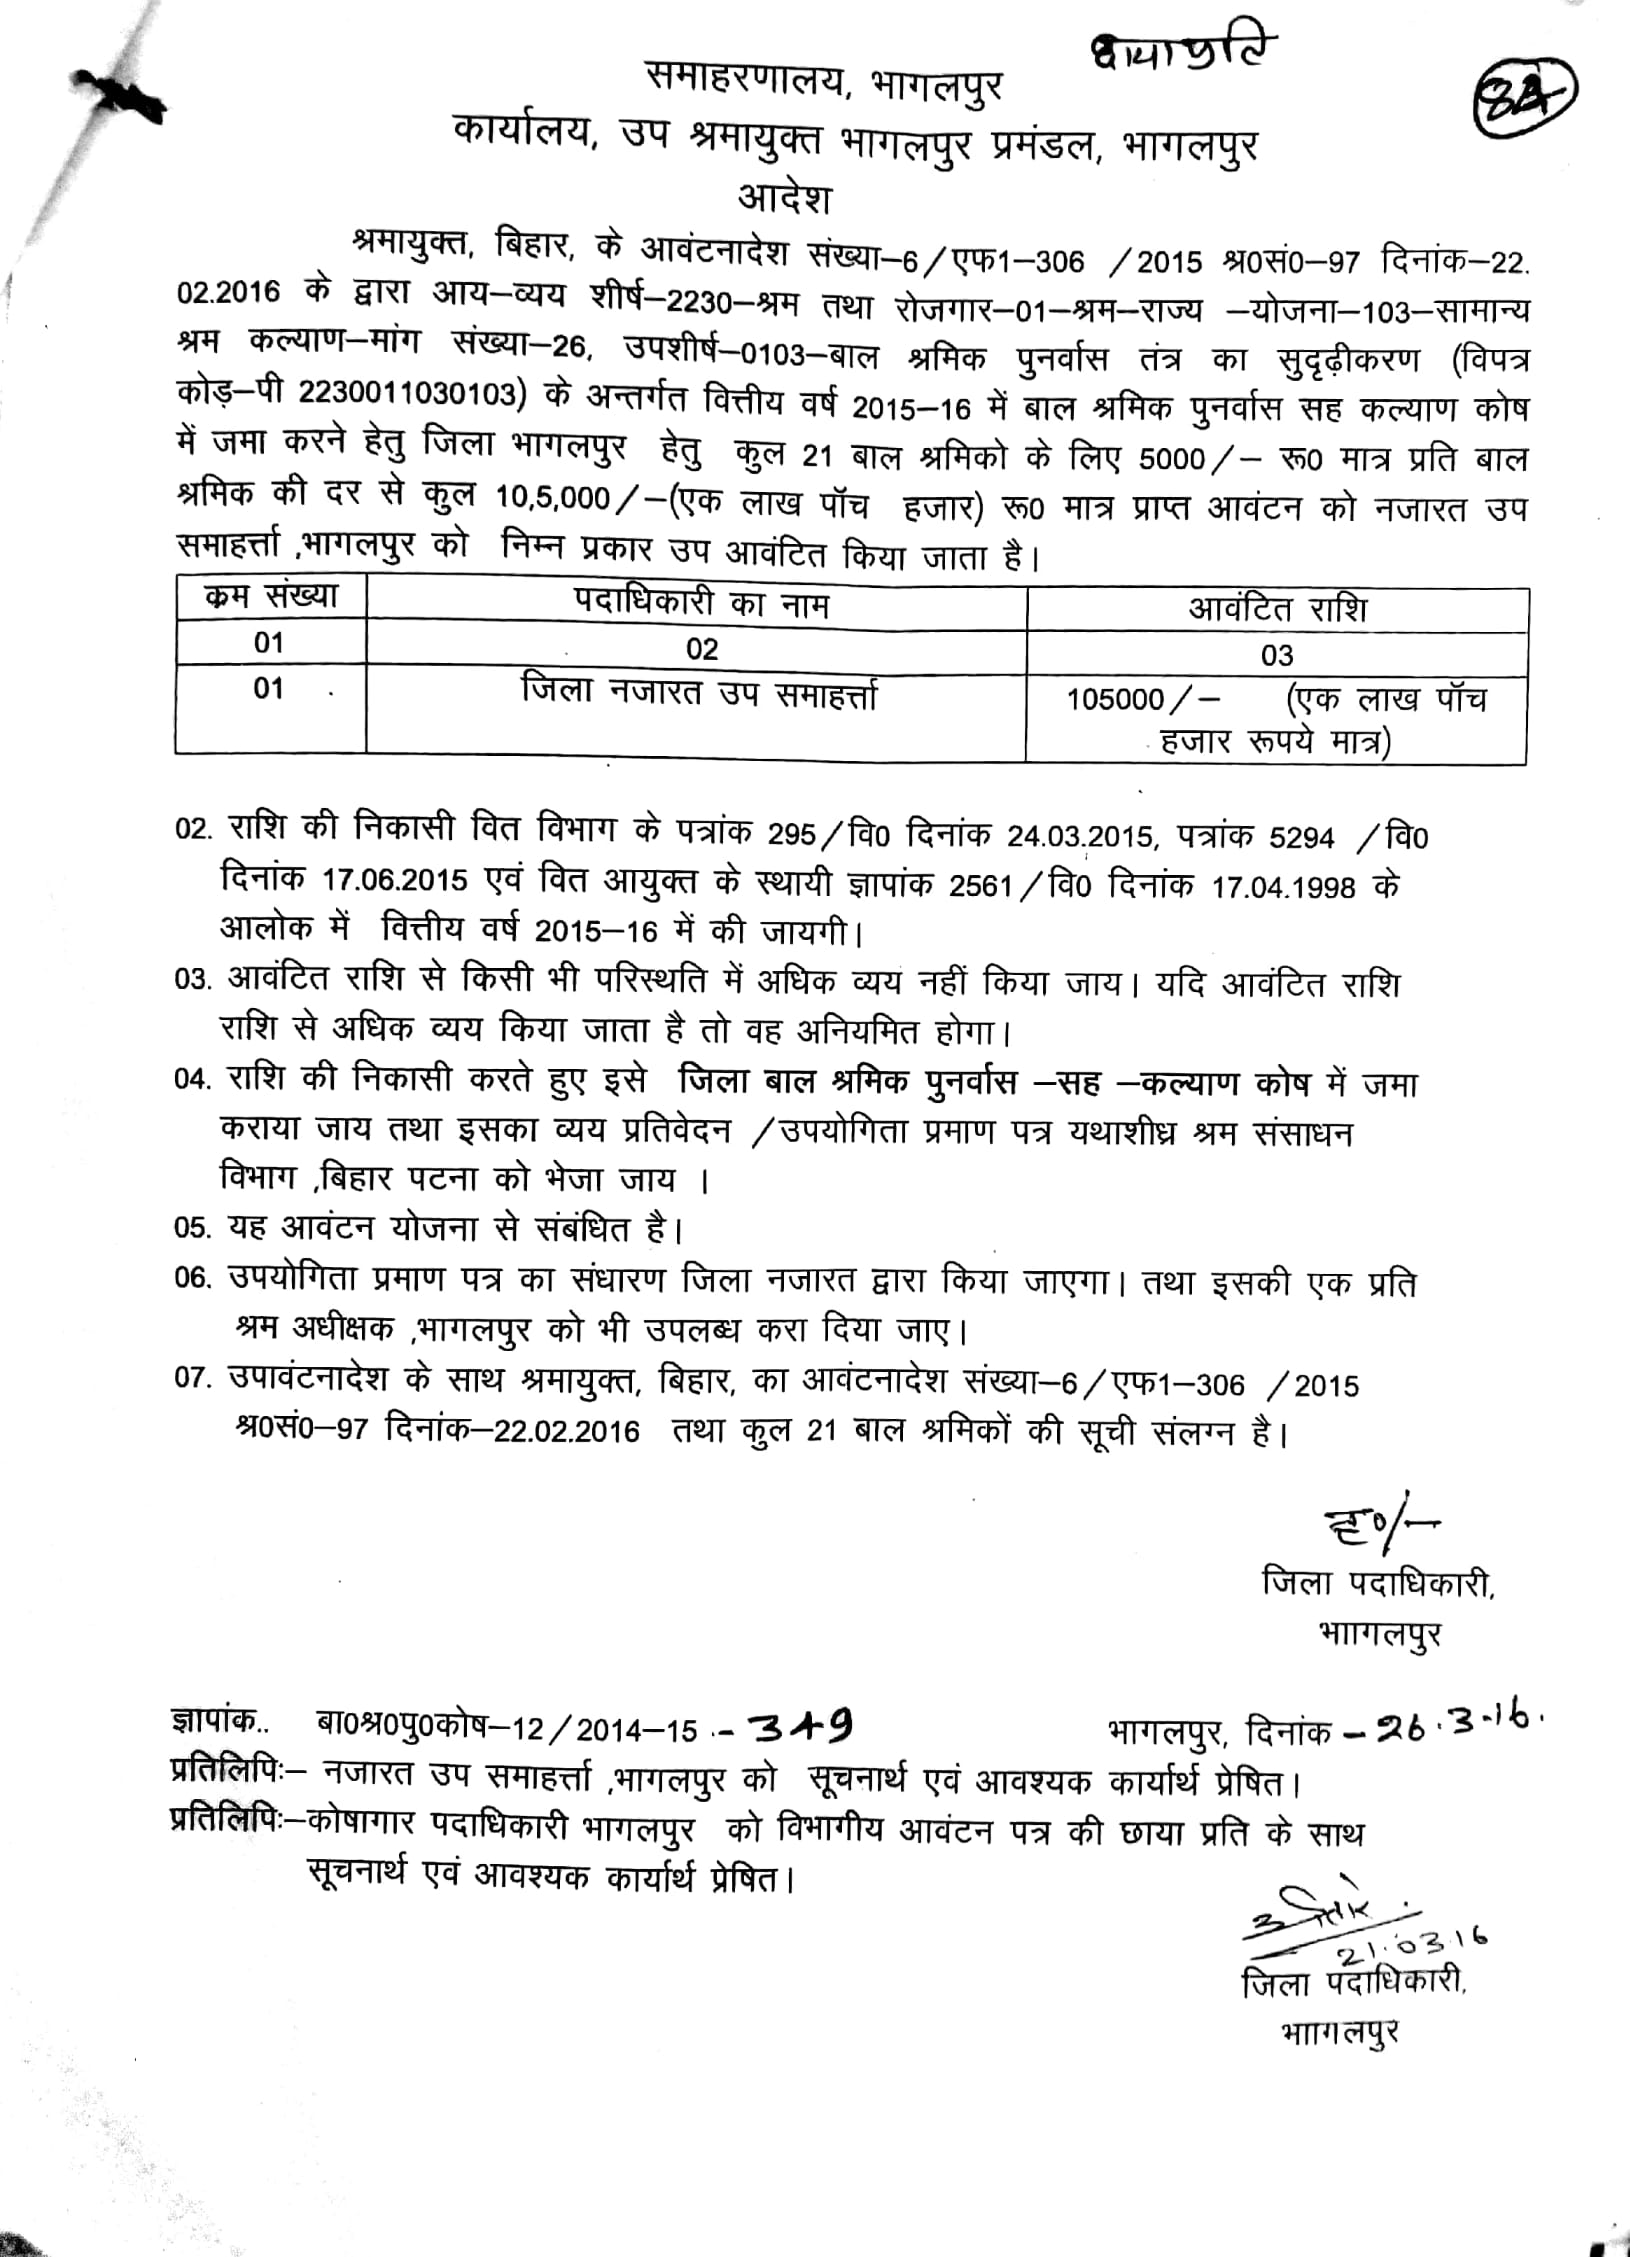 छायाप्रति
84
समाहरणालय, भागलपुर
कार्यालय, उप श्रमायुक्त भागलपुर प्रमंडल, भागलपुर
आदेश
श्रमायुक्त, बिहार, के आवंटनादेश संख्या–6/एफ1–306 /2015 श्र0सं0–97 दिनांक–22.
02.2016 के द्वारा आय–व्यय शीर्ष–2230–श्रम तथा रोजगार–01–श्रम–राज्य –योजना–103–सामान्य
श्रम कल्याण–मांग संख्या–26, उपशीर्ष–0103–बाल श्रमिक पुनर्वास तंत्र का सुदृढ़ीकरण (विपत्र
कोड़–पी 2230011030103) के अन्तर्गत वित्तीय वर्ष 2015–16 में बाल श्रमिक पुनर्वास सह कल्याण कोष
में जमा करने हेतु जिला भागलपुर हेतु कुल 21 बाल श्रमिको के लिए 5000/– रू0 मात्र प्रति बाल
श्रमिक की दर से कुल 10,5,000/–(एक लाख पॉच हजार) रू0 मात्र प्राप्त आवंटन को नजारत उप
समाहर्त्ता ,भागलपुर को निम्न प्रकार उप आवंटित किया जाता है।
क्रम संख्या पदाधिकारी का नाम आवंटित राशि
01 02 03
01 जिला नजारत उप समाहर्त्ता 105000/– (एक लाख पॉच
हजार रूपये मात्र)
02. राशि की निकासी वित विभाग के पत्रांक 295/वि0 दिनांक 24.03.2015, पत्रांक 5294 /वि0
दिनांक 17.06.2015 एवं वित आयुक्त के स्थायी ज्ञापांक 2561/वि0 दिनांक 17.04.1998 के
आलोक में वित्तीय वर्ष 2015–16 में की जायगी।
03. आवंटित राशि से किसी भी परिस्थति में अधिक व्यय नहीं किया जाय। यदि आवंटित राशि
राशि से अधिक व्यय किया जाता है तो वह अनियमित होगा।
04. राशि की निकासी करते हुए इसे जिला बाल श्रमिक पुनर्वास –सह –कल्याण कोष में जमा
कराया जाय तथा इसका व्यय प्रतिवेदन /उपयोगिता प्रमाण पत्र यथाशीध्र श्रम संसाधन
विभाग ,बिहार पटना को भेजा जाय ।
05. यह आवंटन योजना से संबंधित है।
06. उपयोगिता प्रमाण पत्र का संधारण जिला नजारत द्वारा किया जाएगा। तथा इसकी एक प्रति
श्रम अधीक्षक ,भागलपुर को भी उपलब्ध करा दिया जाए।
07. उपावंटनादेश के साथ श्रमायुक्त, बिहार, का आवंटनादेश संख्या–6/एफ1–306 /2015
श्र0सं0–97 दिनांक–22.02.2016 तथा कुल 21 बाल श्रमिकों की सूची संलग्न है।
ह०/–
जिला पदाधिकारी,
भाागलपुर
ज्ञापांक.. बा0श्र0पु0कोष–12/2014–15 - 349 भागलपुर, दिनांक – 26.3.16.
प्रतिलिपिः– नजारत उप समाहर्त्ता ,भागलपुर को सूचनार्थ एवं आवश्यक कार्यार्थ प्रेषित।
प्रतिलिपिः–कोषागार पदाधिकारी भागलपुर को विभागीय आवंटन पत्र की छाया प्रति के साथ
सूचनार्थ एवं आवश्यक कार्यार्थ प्रेषित।
21.03.16
जिला पदाधिकारी,
भाागलपुर